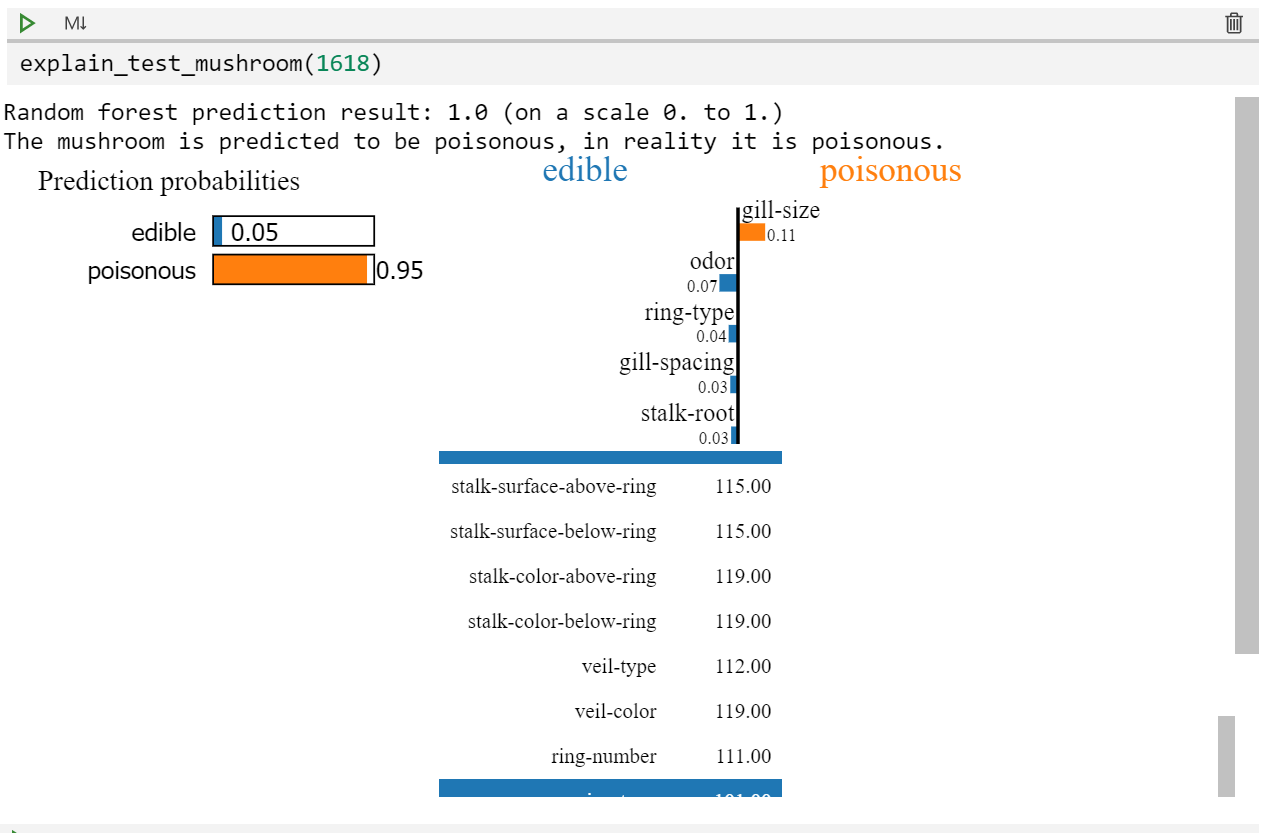 M↓
explain_test_mushroom(1618)
Random forest prediction result: 1.0 (on a scale 0. to 1.)
The mushroom is predicted to be poisonous, in reality it is poisonous.
Prediction probabilities
edible 0.05
poisonous 0.95
edible poisonous
gill-size
0.11
odor
0.07
ring-type
0.04
gill-spacing
0.03
stalk-root
0.03
stalk-surface-above-ring 115.00
stalk-surface-below-ring 115.00
stalk-color-above-ring 119.00
stalk-color-below-ring 119.00
veil-type 112.00
veil-color 119.00
ring-number 111.00